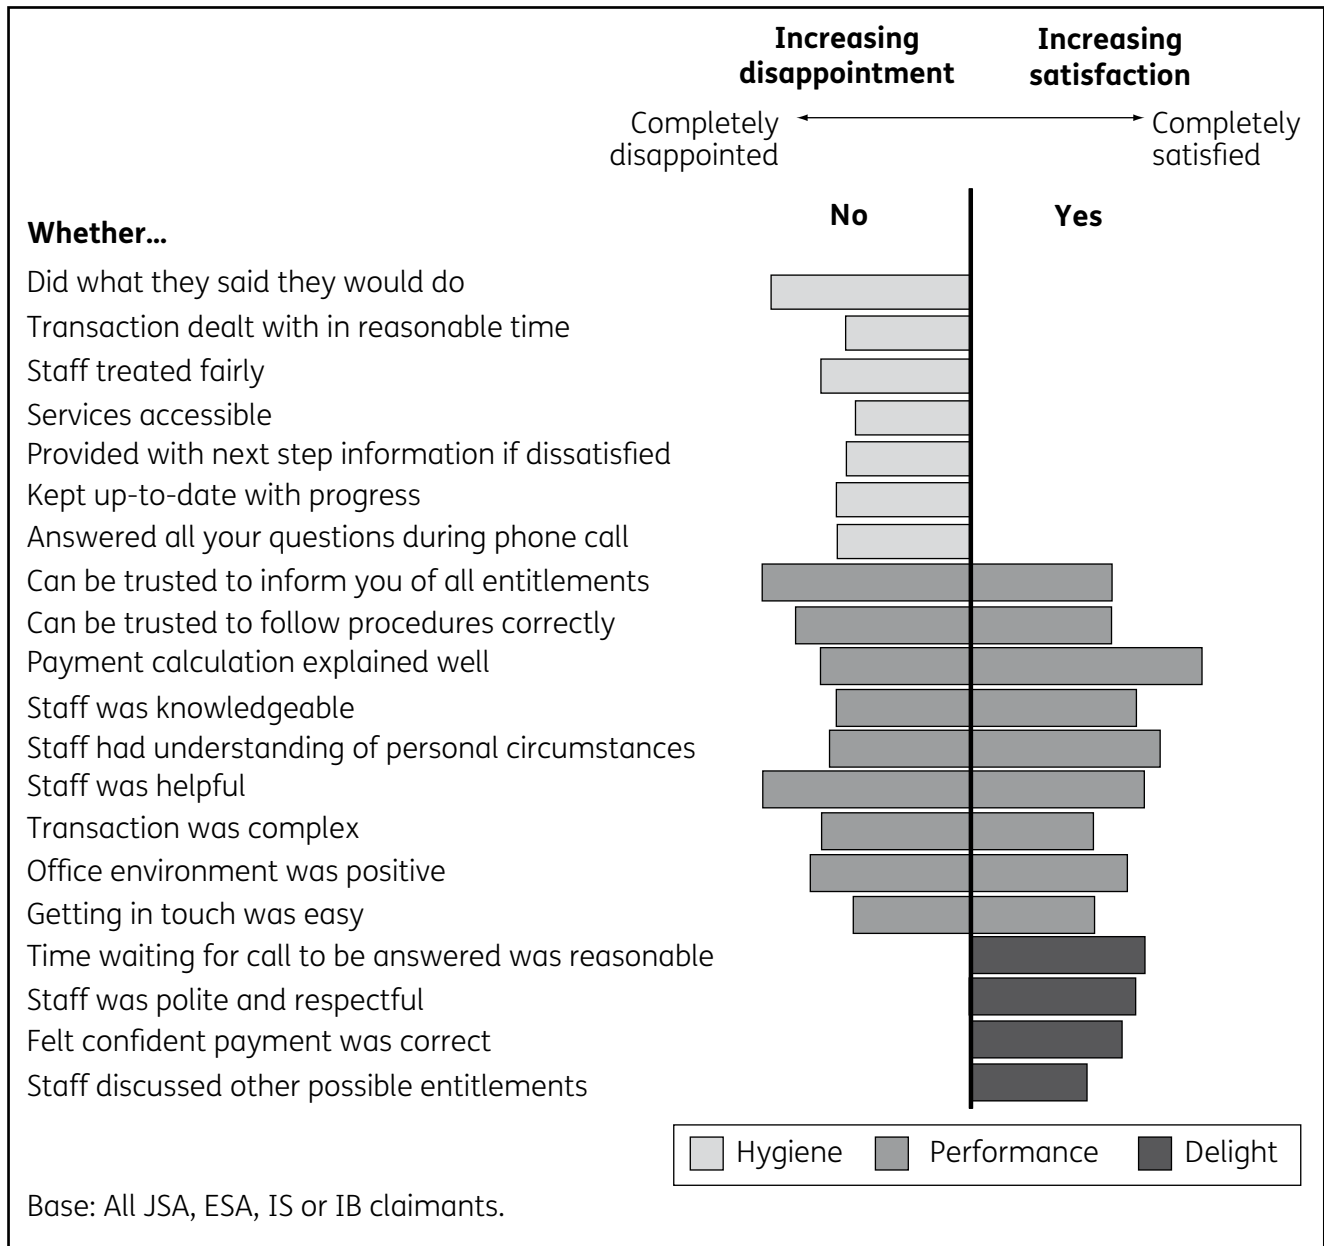 Increasing
disappointment
Increasing
satisfaction
Completely
disappointed
Completely
satisfied
No
Yes
Whether...
Did what they said they would do
Transaction dealt with in reasonable time
Staff treated fairly
Services accessible
Provided with next step information if dissatisfied
Kept up-to-date with progress
Answered all your questions during phone call
Can be trusted to inform you of all entitlements
Can be trusted to follow procedures correctly
Payment calculation explained well
Staff was knowledgeable
Staff had understanding of personal circumstances
Staff was helpful
Transaction was complex
Office environment was positive
Getting in touch was easy
Time waiting for call to be answered was reasonable
Staff was polite and respectful
Felt confident payment was correct
Staff discussed other possible entitlements
Hygiene
Performance
Delight
Base: All JSA, ESA, IS or IB claimants.